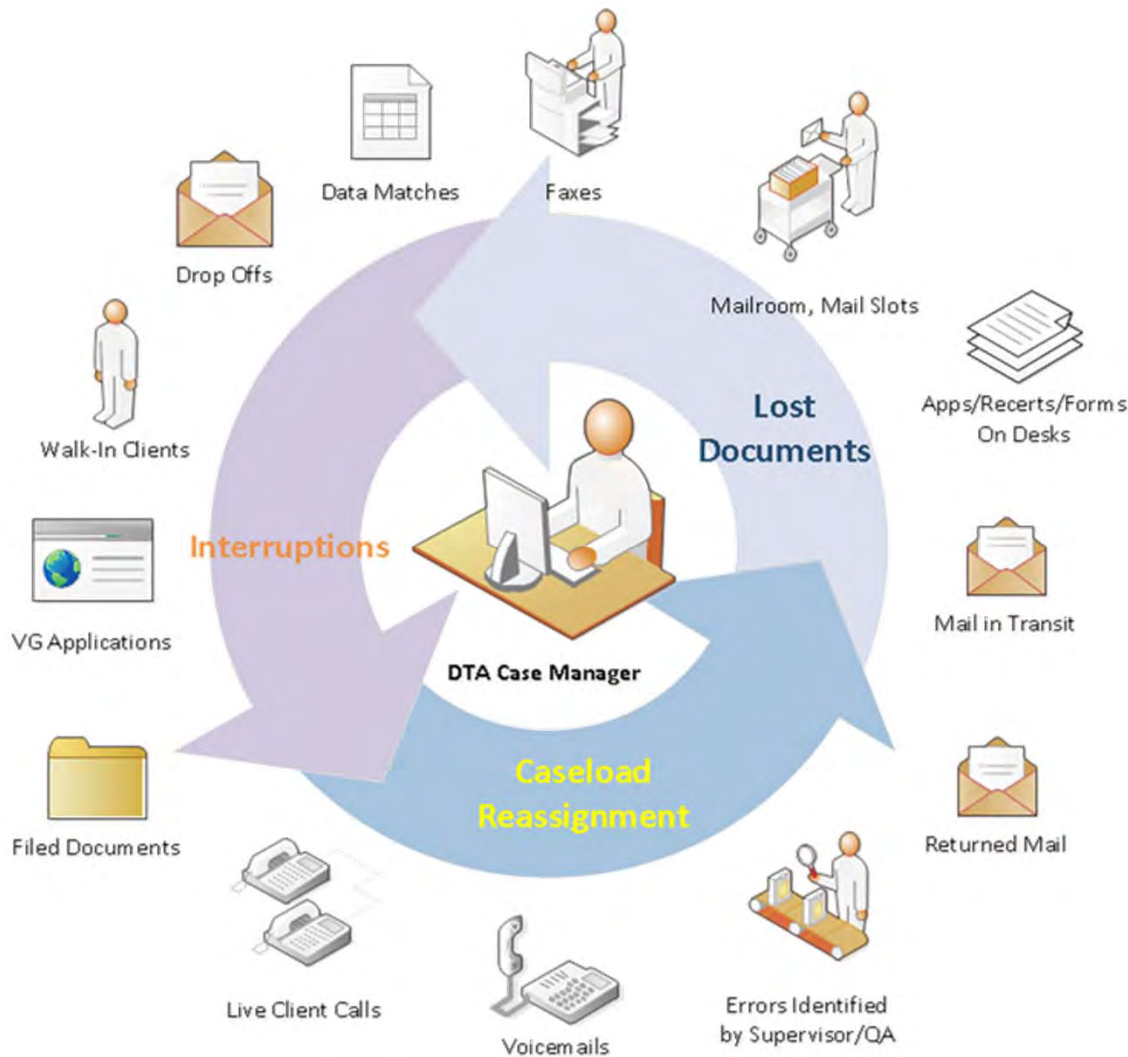 Faxes
Data Matches
Drop Offs
Mailroom, Mail Slots
Walk-In Clients
Apps/Recerts/Forms
On Desks
Lost
Documents
Interruptions
VG Applications
Mail in Transit
DTA Case Manager
Caseload
Reassignment
Filed Documents
Returned Mail
Live Client Calls
Voicemails
Errors Identified
by Supervisor/QA